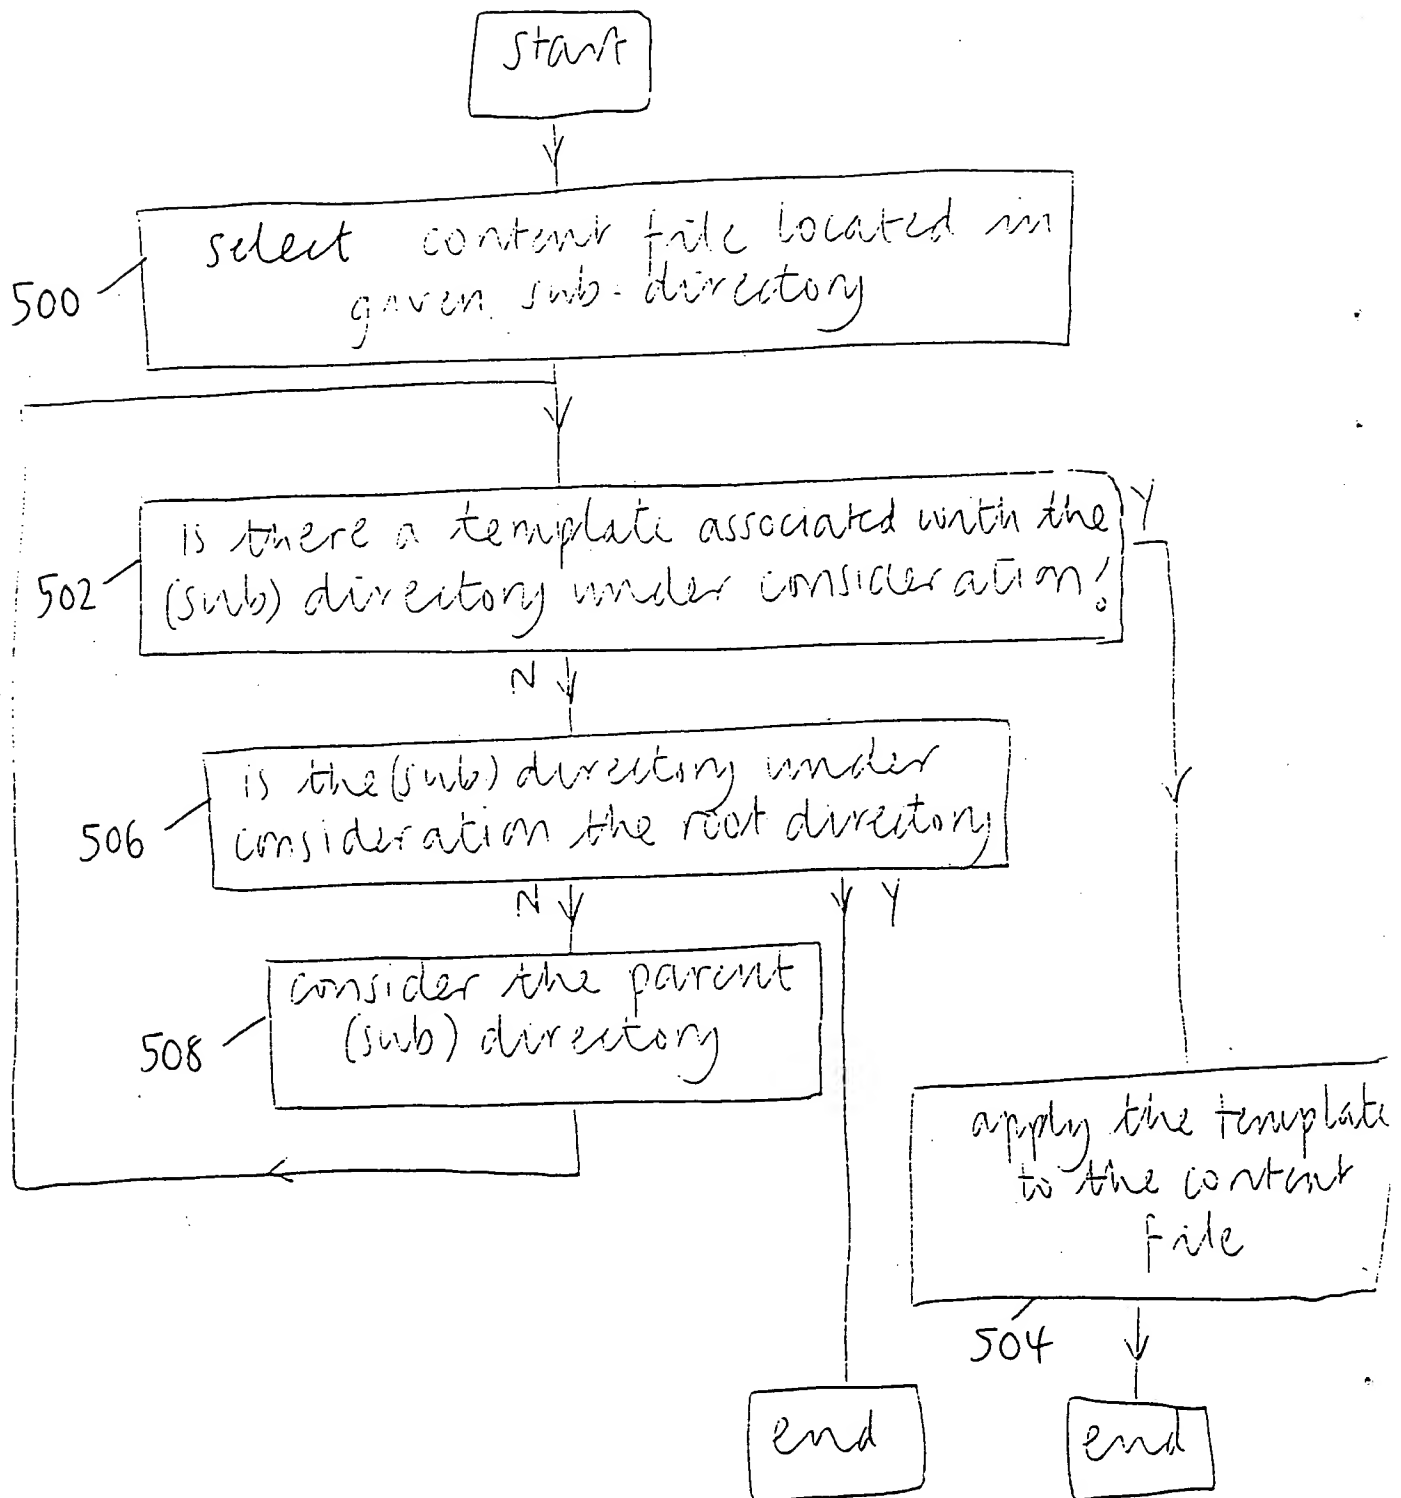 start
select content file located in
given sub-directory
500
is there a template associated with the
(sub) directory under consideration?
Y
502
N
is the (sub) directory under
consideration the root directory
506
N
Y
consider the parent
(sub) directory
508
apply the template
to the content
file
504
end
end